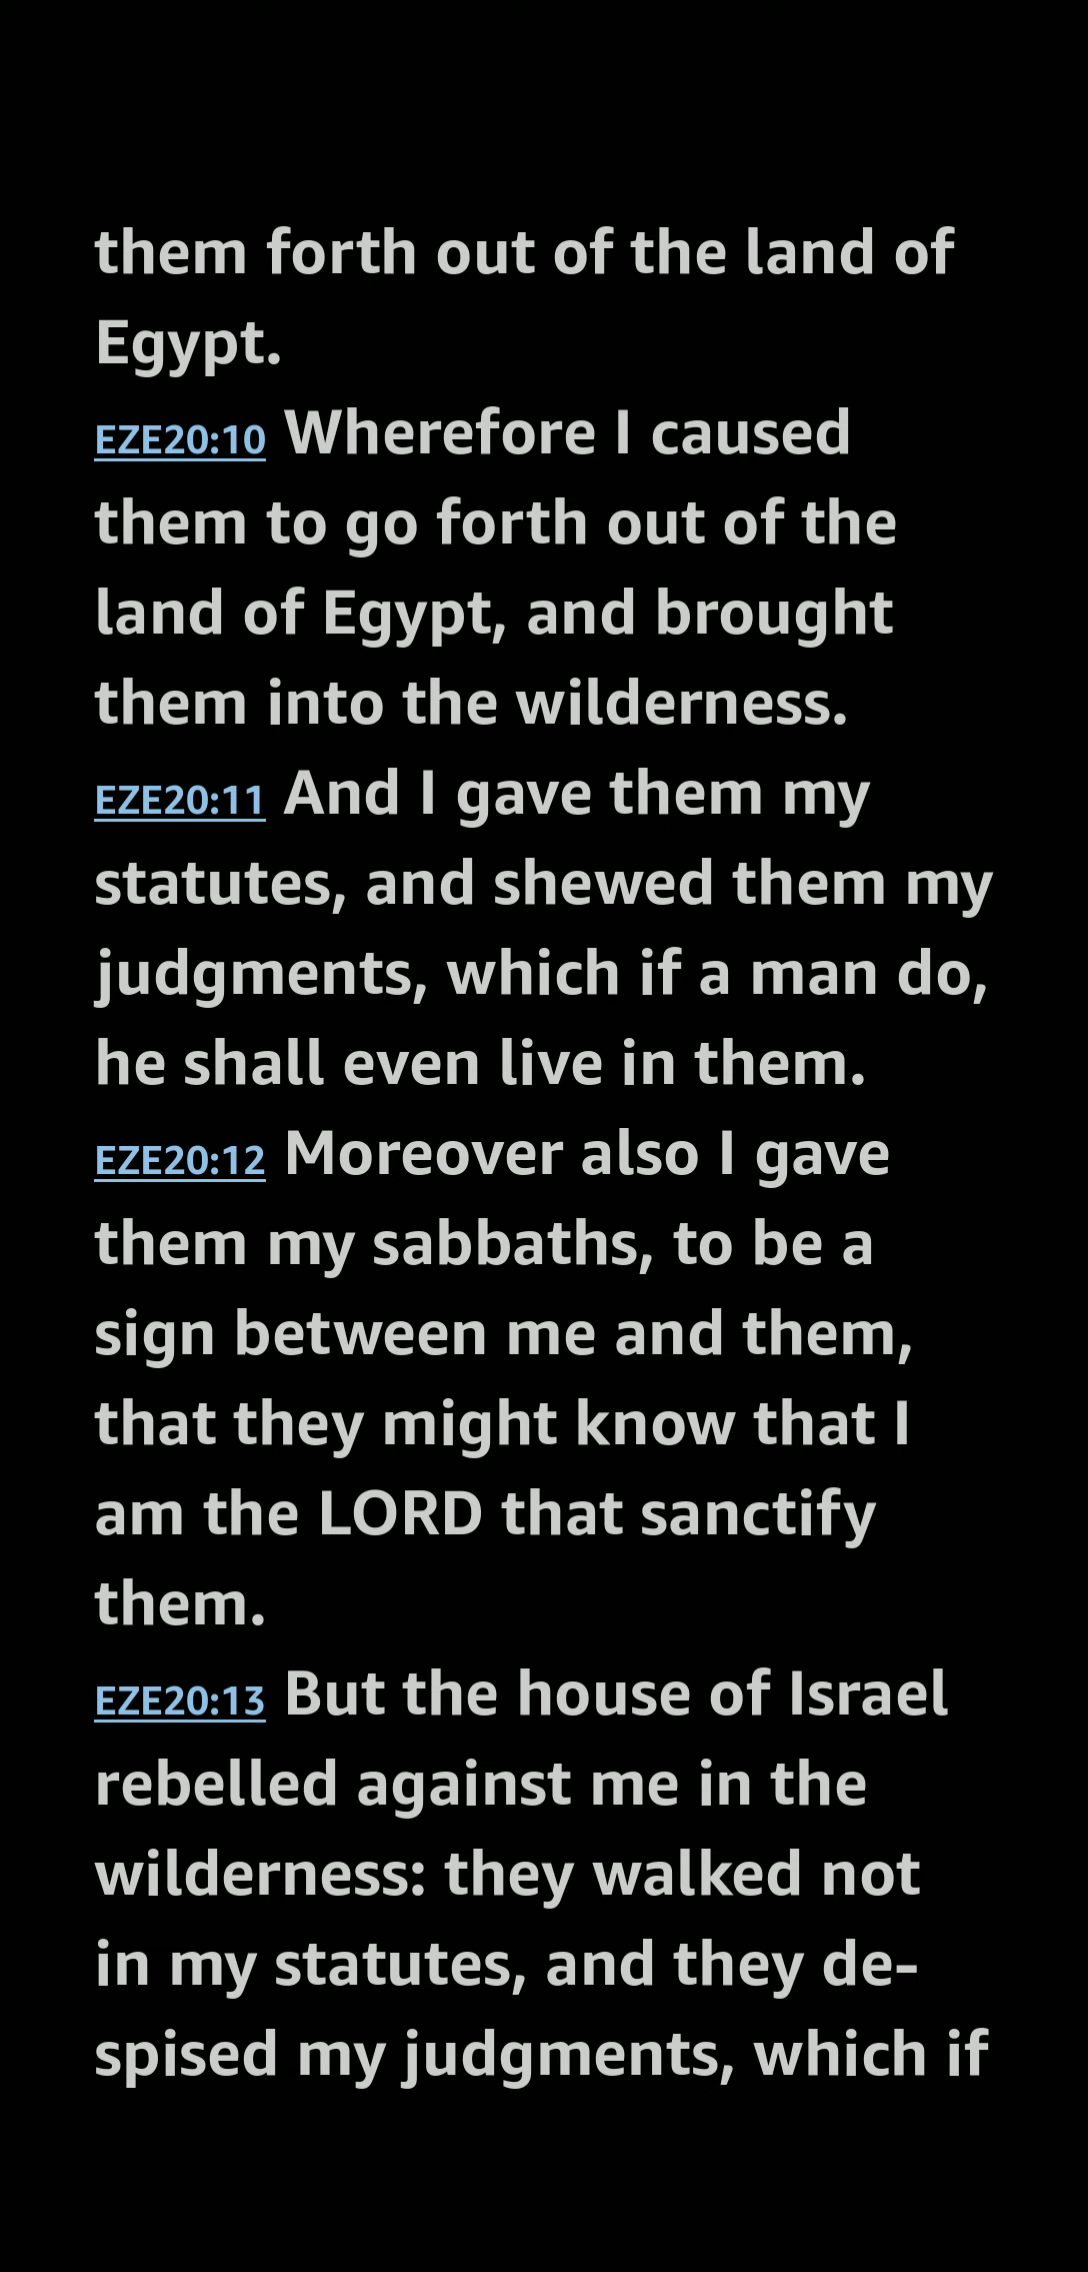 them forth out of the land of
Egypt.
EZE20:10 Wherefore I caused
them to go forth out of the
land of Egypt, and brought
them into the wilderness.
EZE20:11 And I gave them my
statutes, and shewed them my
judgments, which if a man do,
he shall even live in them.
EZE20:12 Moreover also I gave
them my sabbaths, to be a
sign between me and them,
that they might know that I
am the LORD that sanctify
them.
EZE20:13 But the house of Israel
rebelled against me in the
wilderness: they walked not
in my statutes, and they de-
spised my judgments, which if